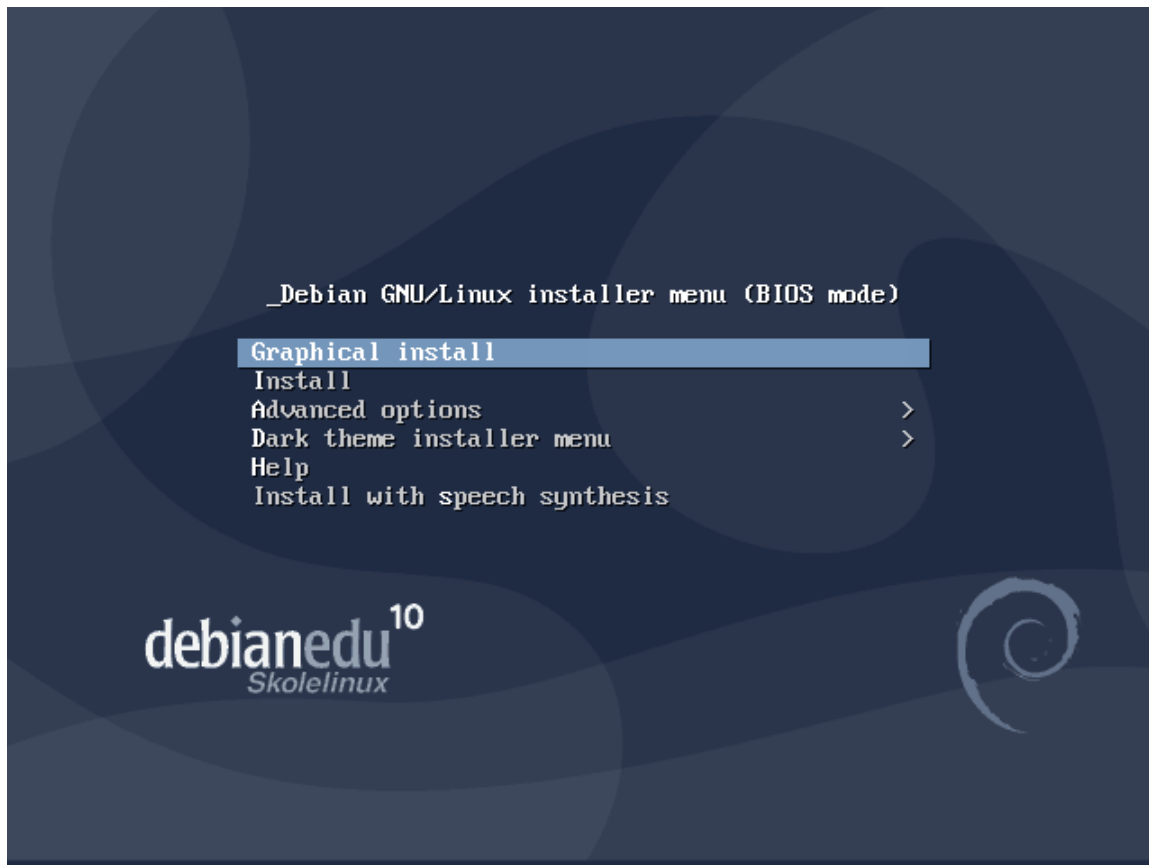 _Debian GNU/Linux installer menu (BIOS mode)
Graphical install
Install
Advanced options >
Dark theme installer menu >
Help
Install with speech synthesis
debianedu 10
Skolelinux